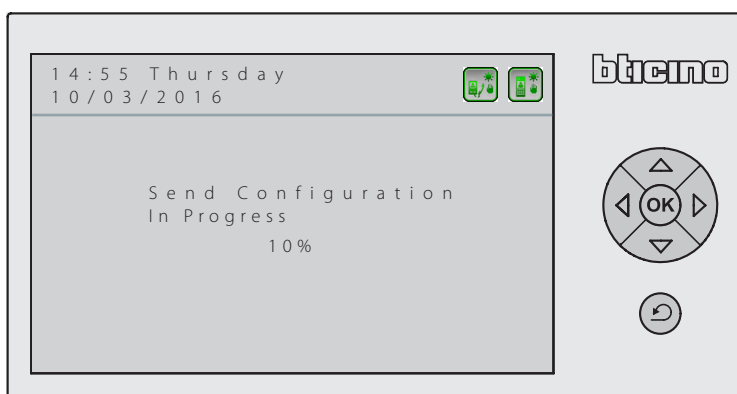 14:55 Thursday
10/03/2016
bticino
Send Configuration
In Progress
10%
OK